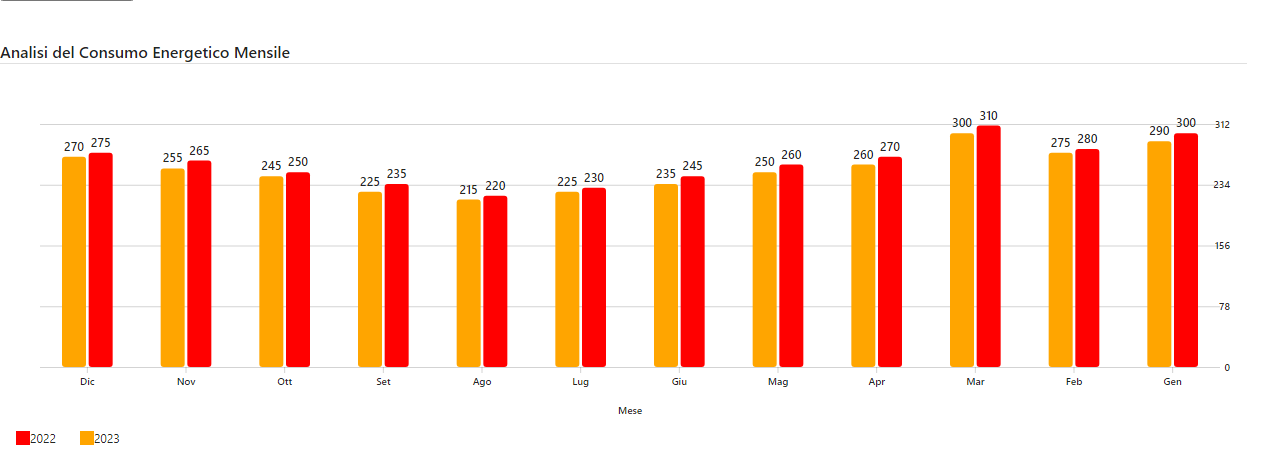 Analisi del Consumo Energetico Mensile
270 275 255 265 245 250 225 235 215 220 225 230 235 245 250 260 260 270 300 310 275 280 290 300
312
234
156
78
0
Dic Nov Ott Set Ago Lug Giu Mag Apr Mar Feb Gen
Mese
2022 2023